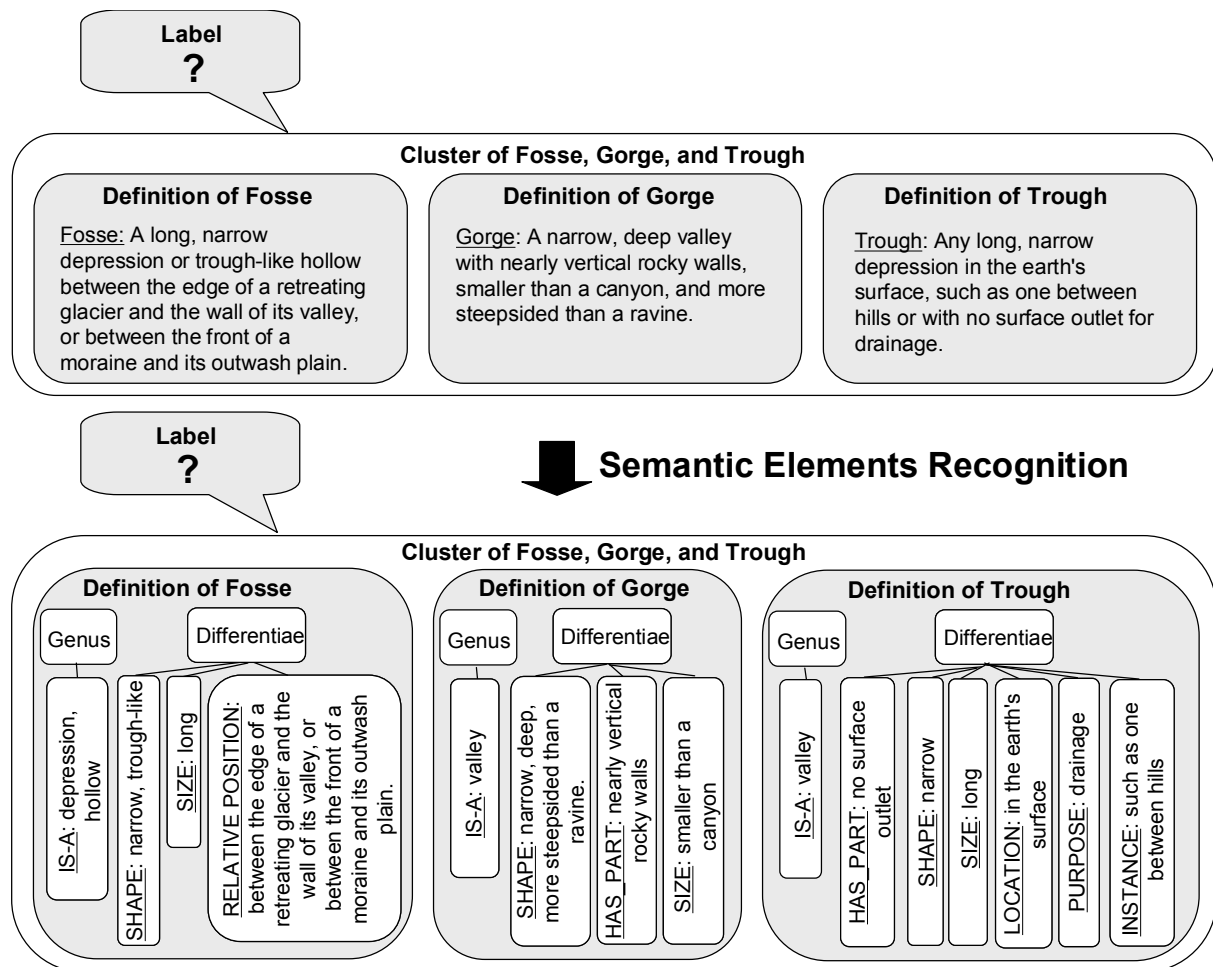 Label
?
Cluster of Fosse, Gorge, and Trough
Definition of Fosse
Fosse: A long, narrow
depression or trough-like hollow
between the edge of a retreating
glacier and the wall of its valley,
or between the front of a
moraine and its outwash plain.
Definition of Gorge
Gorge: A narrow, deep valley
with nearly vertical rocky walls,
smaller than a canyon, and more
steepsided than a ravine.
Definition of Trough
Trough: Any long, narrow
depression in the earth's
surface, such as one between
hills or with no surface outlet for
drainage.
Label
?
Semantic Elements Recognition
Cluster of Fosse, Gorge, and Trough
Definition of Fosse
Genus
Differentiae
IS-A: depression,
hollow
SHAPE: narrow, trough-like
SIZE: long
RELATIVE POSITION:
between the edge of a
retreating glacier and the
wall of its valley, or
between the front of a
moraine and its outwash
plain.
Definition of Gorge
Genus
Differentiae
IS-A: valley
SHAPE: narrow, deep,
more steepsided than a
ravine.
HAS_PART: nearly vertical
rocky walls
SIZE: smaller than a
canyon
Definition of Trough
Genus
Differentiae
IS-A: valley
HAS_PART: no surface
outlet
SHAPE: narrow
SIZE: long
LOCATION: in the earth's
surface
PURPOSE: drainage
INSTANCE: such as one
between hills